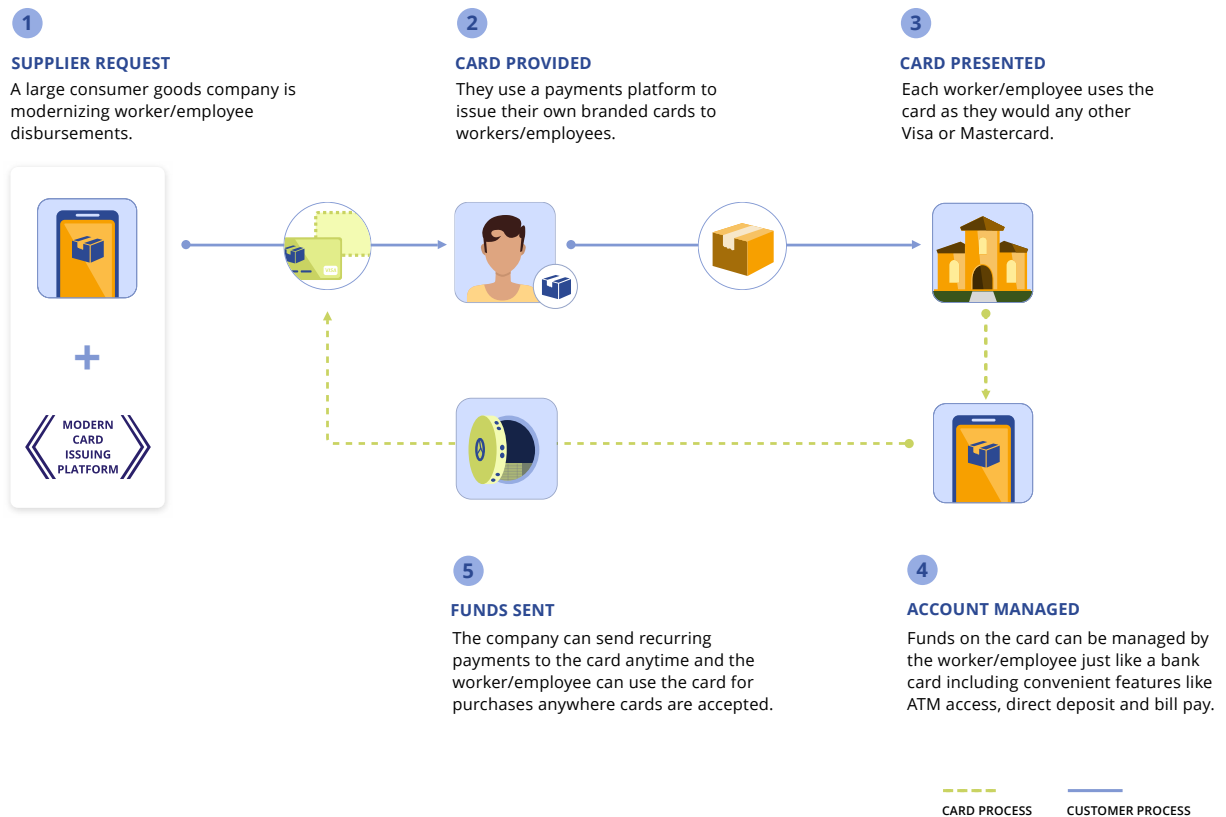 1
SUPPLIER REQUEST
A large consumer goods company is
modernizing worker/employee
disbursements.
2
CARD PROVIDED
They use a payments platform to
issue their own branded cards to
workers/employees.
3
CARD PRESENTED
Each worker/employee uses the
card as they would any other
Visa or Mastercard.
VISA
MODERN
CARD
ISSUING
PLATFORM
5
FUNDS SENT
The company can send recurring
payments to the card anytime and the
worker/employee can use the card for
purchases anywhere cards are accepted.
4
ACCOUNT MANAGED
Funds on the card can be managed by
the worker/employee just like a bank
card including convenient features like
ATM access, direct deposit and bill pay.
CARD PROCESS
CUSTOMER PROCESS